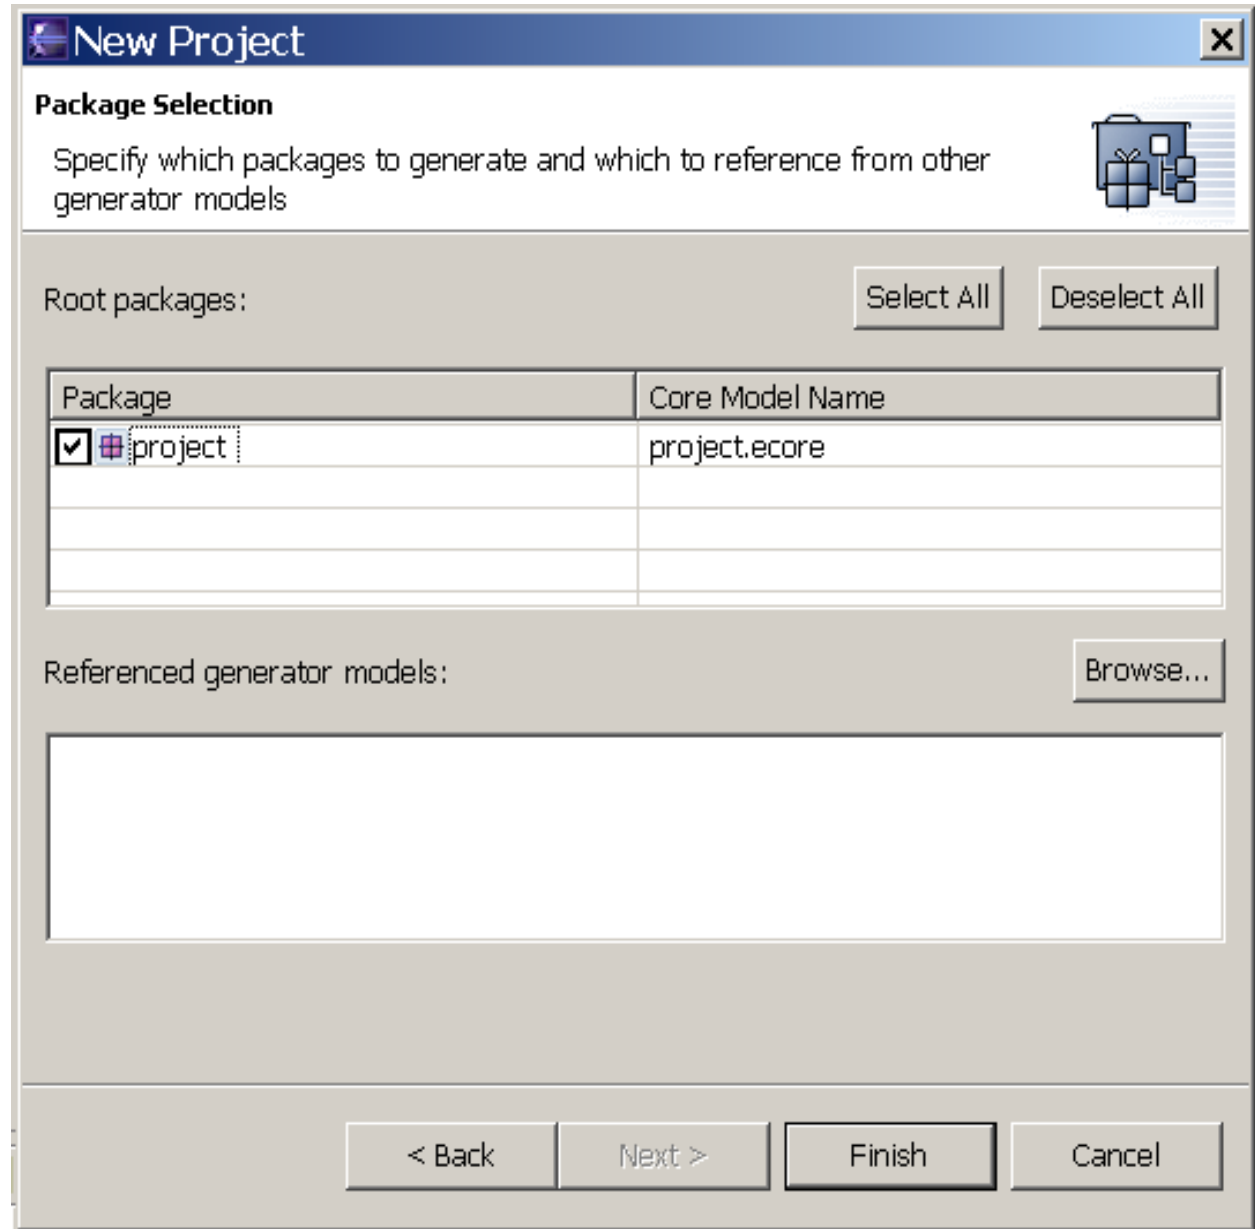 New Project
Package Selection
Specify which packages to generate and which to reference from other
generator models
Root packages:
Select All
Deselect All
Package
Core Model Name
project
project.ecore
Referenced generator models:
Browse...
< Back
Next >
Finish
Cancel